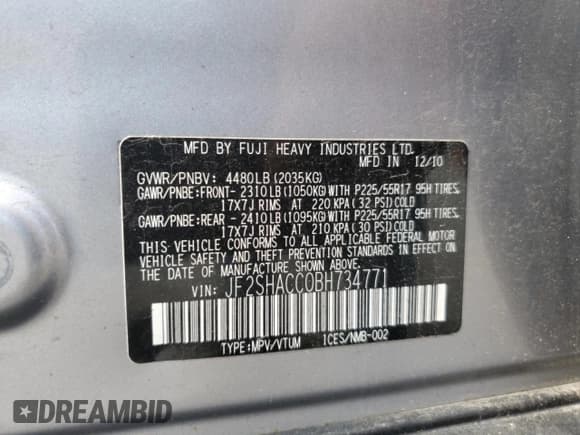 MFD BY FUJI HEAVY INDUSTRIES LTD.
MFD IN 12/10
GVWR/PNBV: 4480LB (2035KG)
GAWR/PNBE:FRONT- 2310LB(1050KG)WITH P225/55R17 95H TIRES,
17X7J RIMS AT 220 KPA (32 PSI)COLD
GAWR/PNBE:REAR - 2410LB(1095KG)WITH P225/55R17 95H TIRES,
17X7J RIMS AT 210 KPA (30 PSI)COLD
THIS VEHICLE CONFORMS TO ALL APPLICABLE FEDERAL MOTOR
VEHICLE SAFETY AND THEFT PREVENTION STANDARDS IN EFFECT ON
THE DATE OF MANUFACTURE SHOWN ABOVE.
VIN: JF2SHACC0BH734771
TYPE:MPV/VTUM ICES/NMB-002
DREAMBID